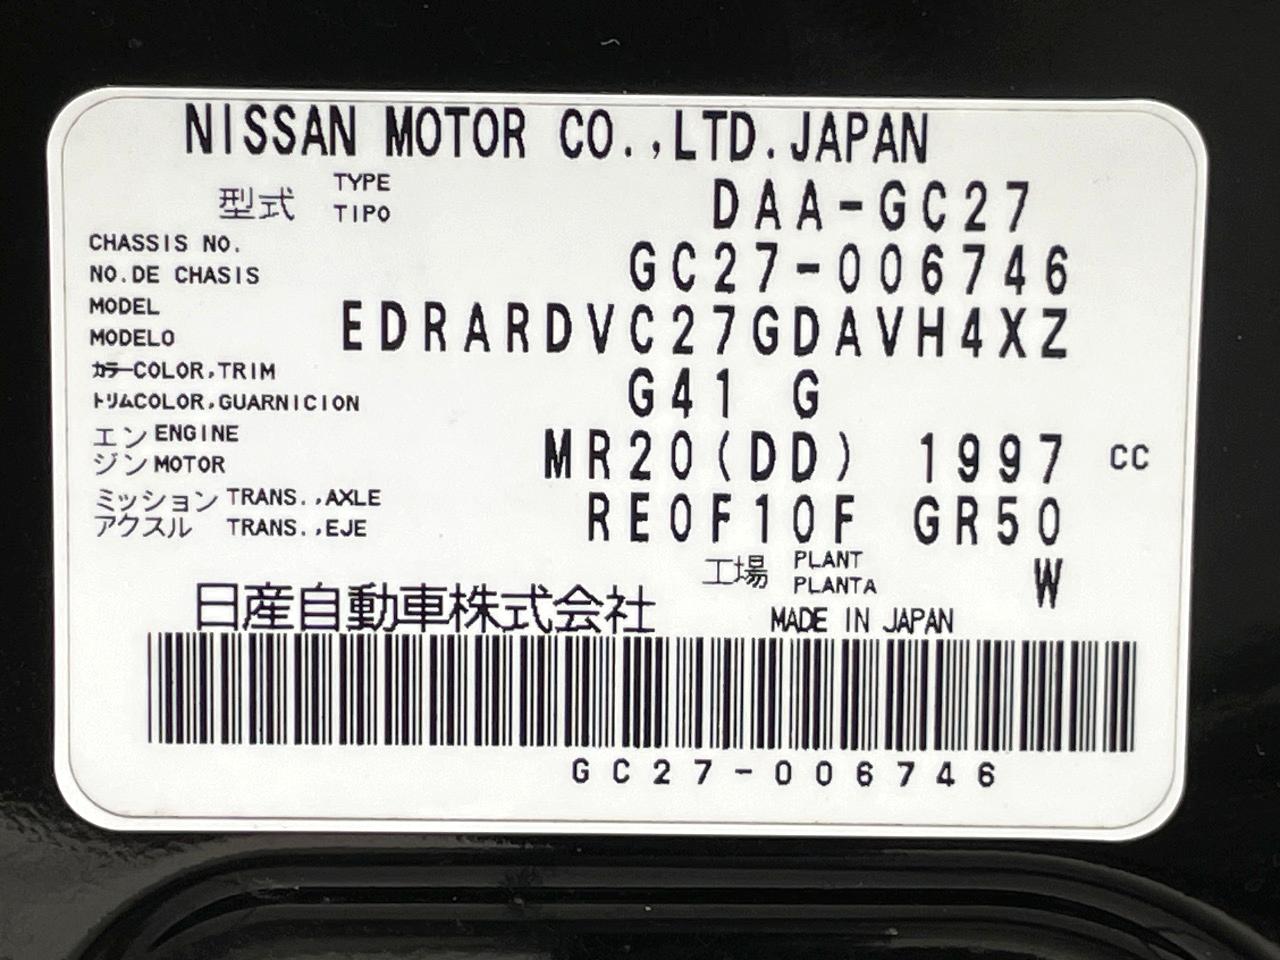 NISSAN MOTOR CO.,LTD.JAPAN
型式 TYPE TIPO DAA-GC27
CHASSIS NO.
NO.DE CHASIS GC27-006746
MODEL
MODELO EDRARDVC27GDAVH4XZ
カラーCOLOR,TRIM
トリムCOLOR,GUARNICION G41 G
エンジン ENGINE MOTOR MR20(DD) 1997 CC
ミッション TRANS.,AXLE
アクスル TRANS.,EJE RE0F10F GR50
工場 PLANT PLANTA W
日産自動車株式会社 MADE IN JAPAN
GC27-006746